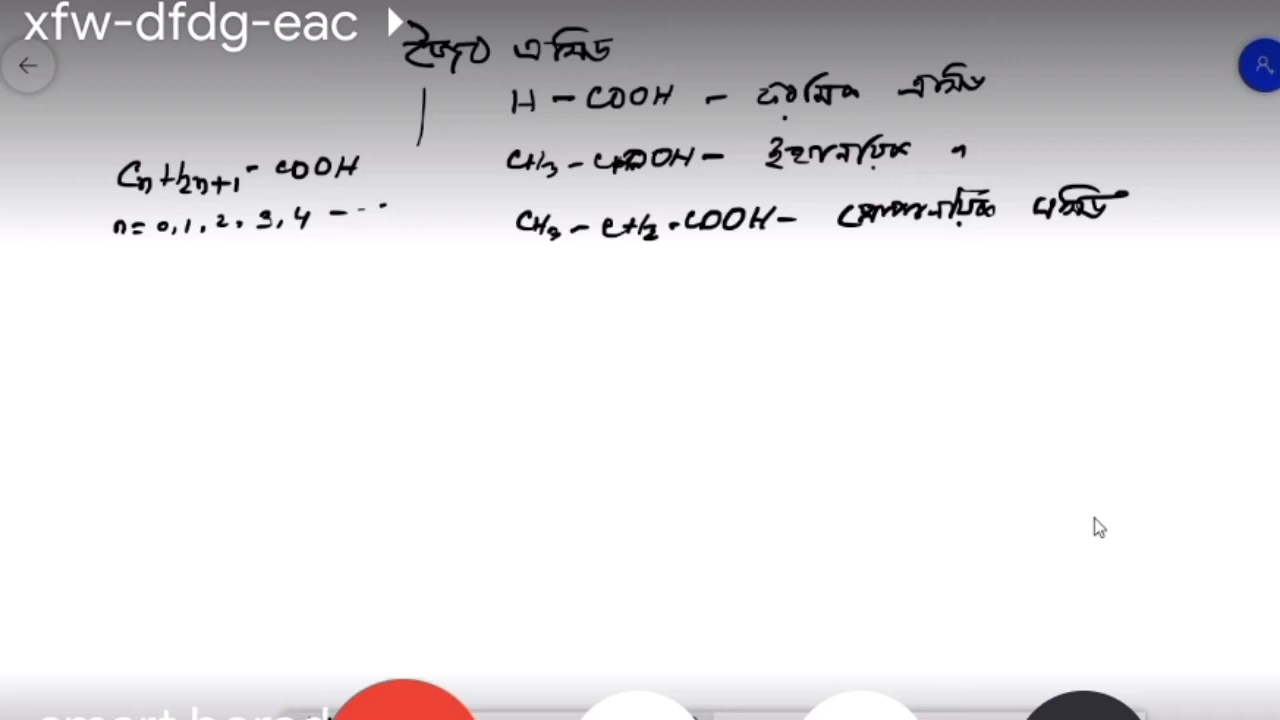 xfw-dfdg-eac
জৈব এসিড
H - COOH - ফরমিক এসিড
CH3 - COOH - ইথানয়িক "
CH3 - CH2 - COOH - প্রোপানয়িক এসিড
CnH2n+1 - COOH
n = 0, 1, 2, 3, 4 - - -